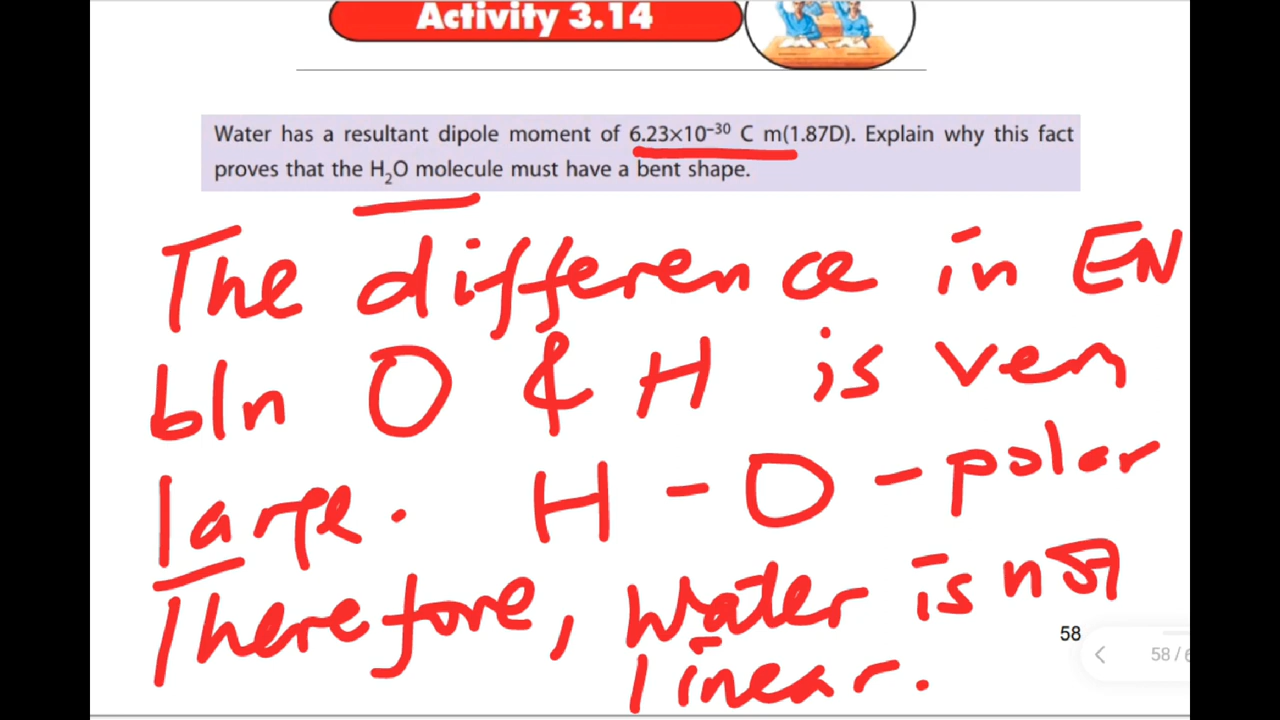 Activity 3.14
Water has a resultant dipole moment of 6.23×10⁻³⁰ C m(1.87D). Explain why this fact
proves that the H₂O molecule must have a bent shape.
The difference in EN
bln O & H is very
large. H - O - polar
Therefore, water is not
linear.
58
58 / 6